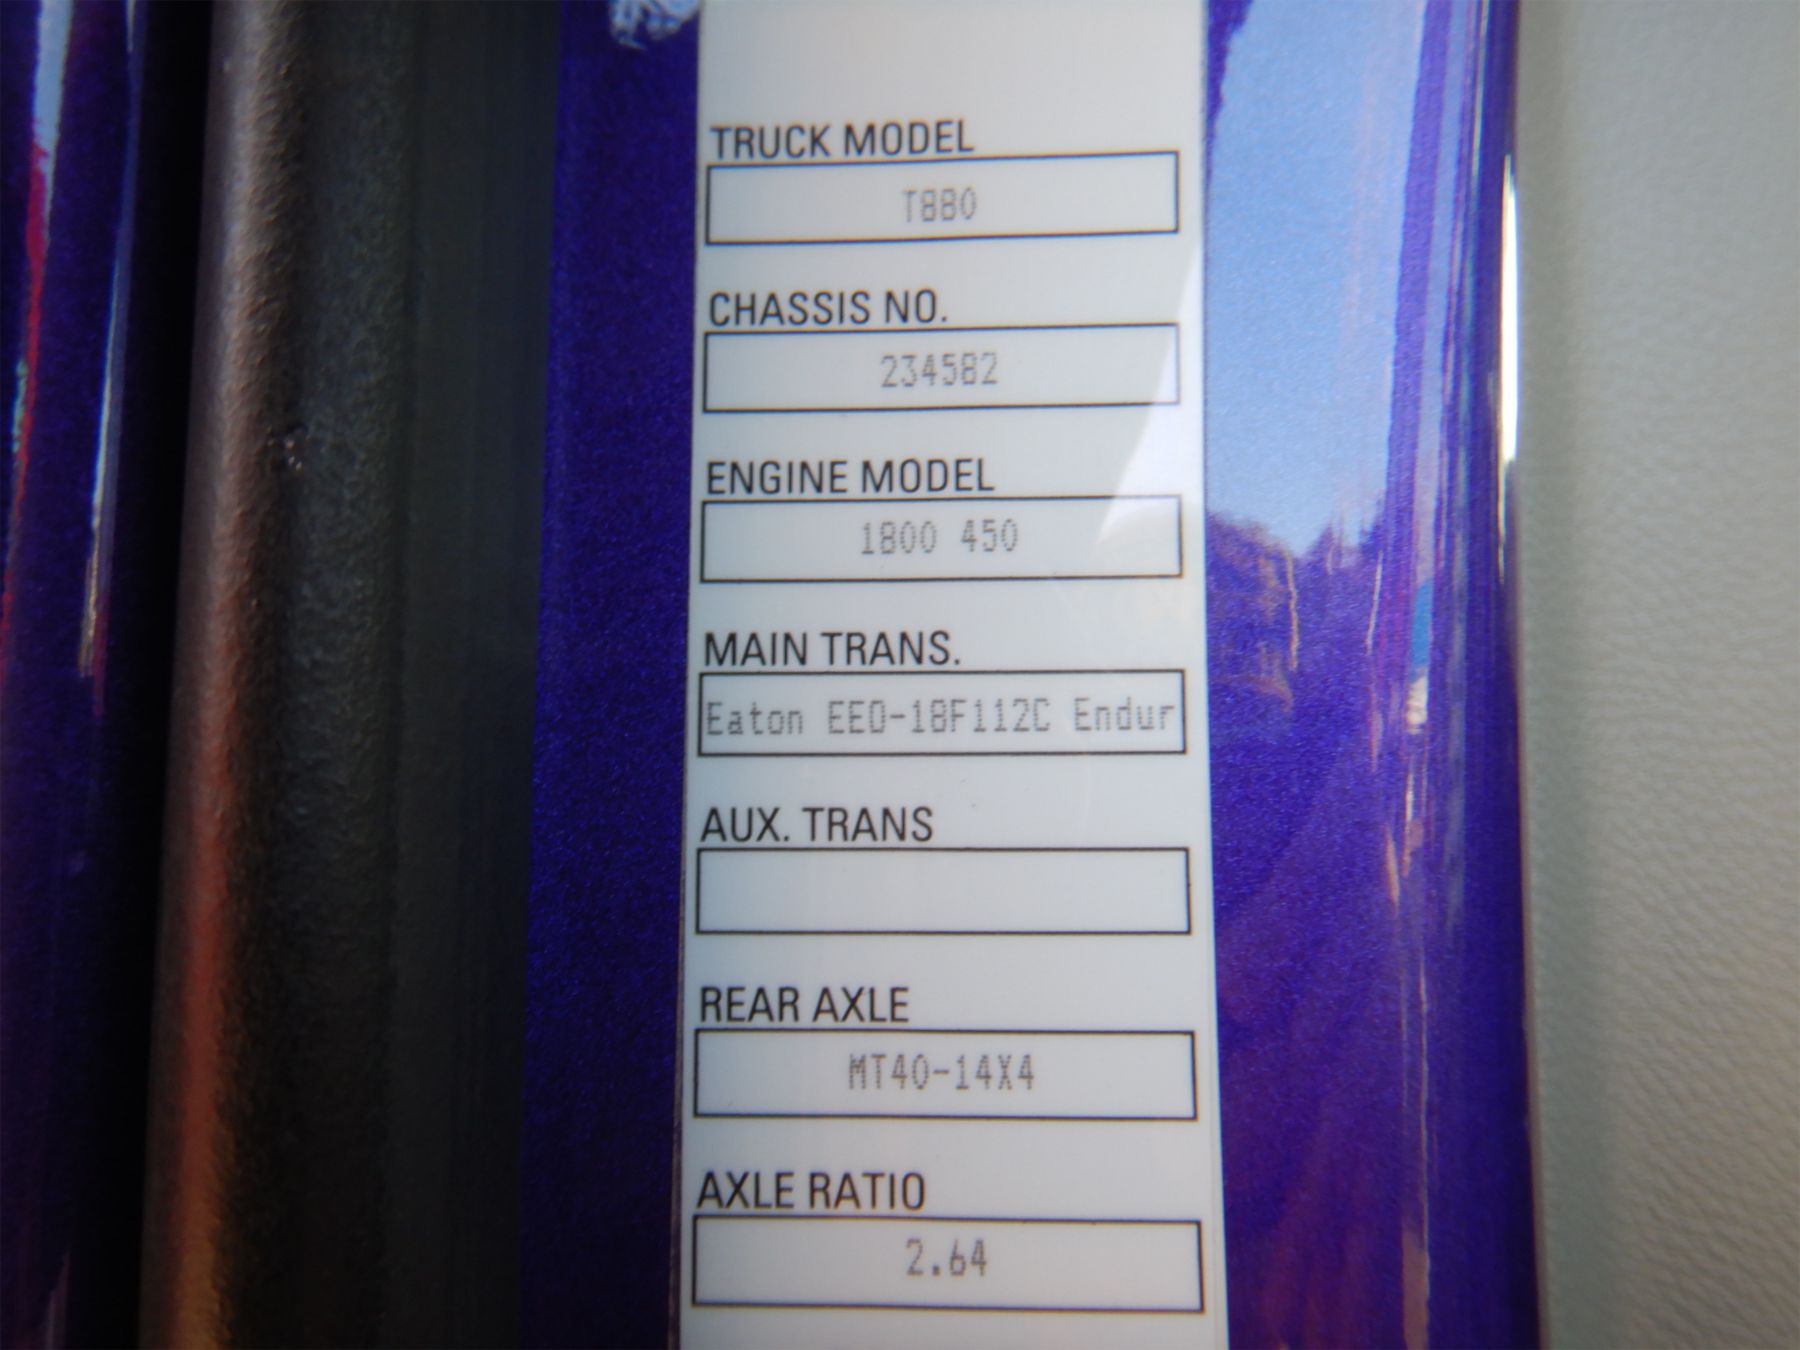 TRUCK MODEL
T880
CHASSIS NO.
234582
ENGINE MODEL
1800 450
MAIN TRANS.
Eaton EEO-18F112C Endur
AUX. TRANS
REAR AXLE
MT40-14X4
AXLE RATIO
2.64